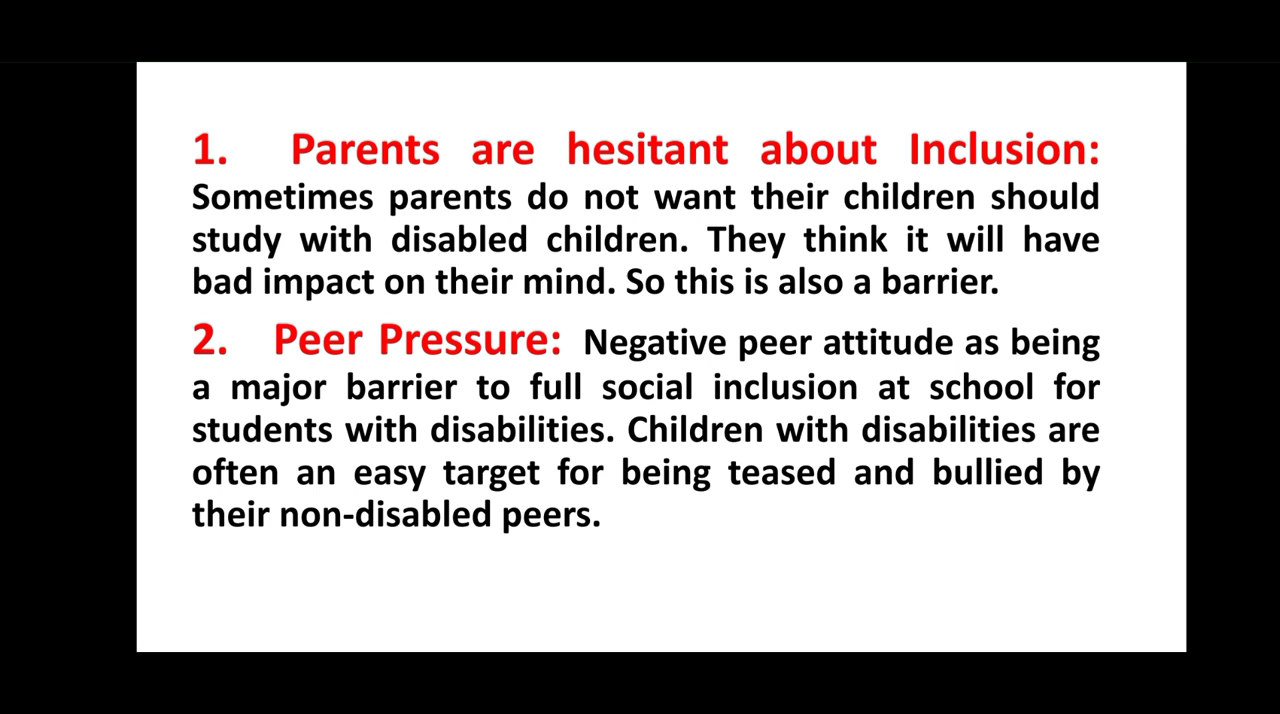 1. Parents are hesitant about Inclusion:
Sometimes parents do not want their children should
study with disabled children. They think it will have
bad impact on their mind. So this is also a barrier.
2. Peer Pressure: Negative peer attitude as being
a major barrier to full social inclusion at school for
students with disabilities. Children with disabilities are
often an easy target for being teased and bullied by
their non-disabled peers.